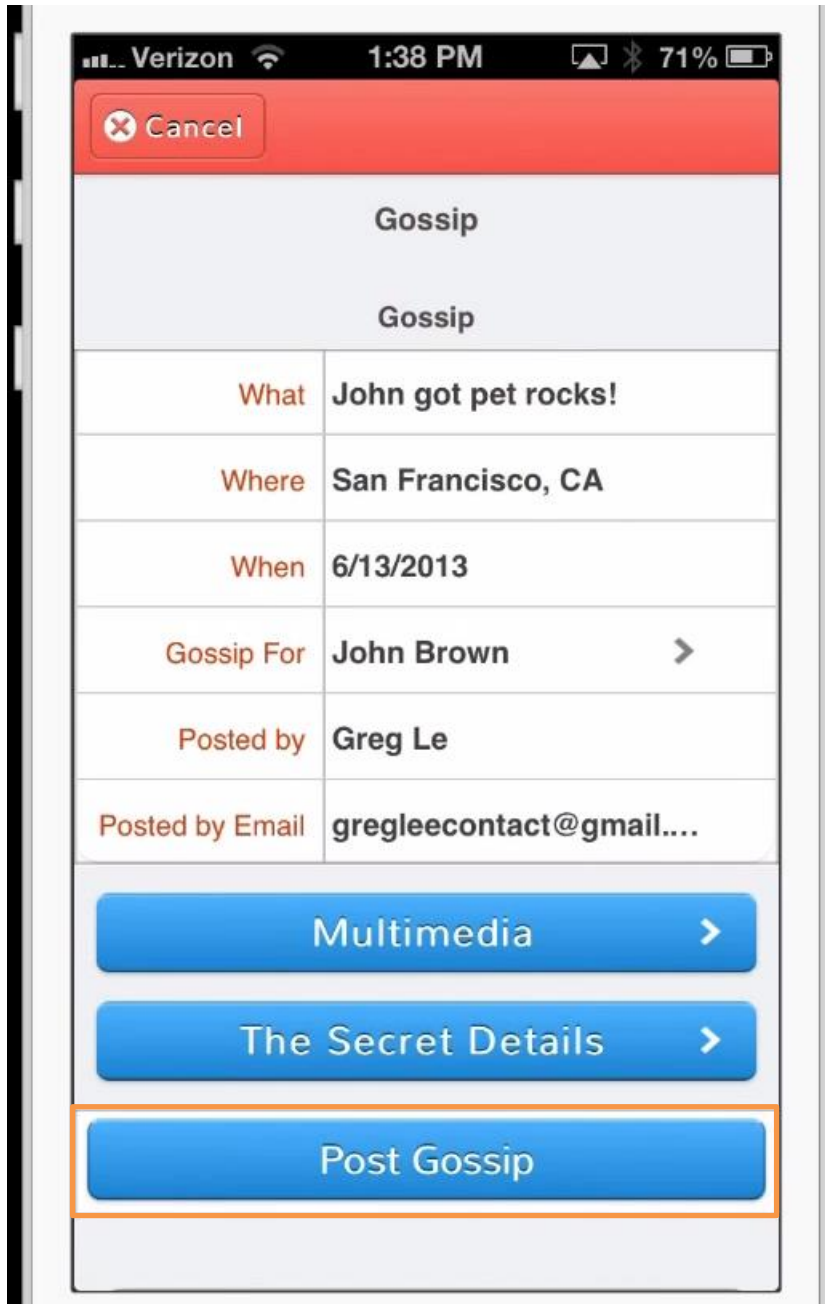 Verizon 1:38 PM 71%
Cancel
Gossip
Gossip
What John got pet rocks!
Where San Francisco, CA
When 6/13/2013
Gossip For John Brown
Posted by Greg Le
Posted by Email gregleecontact@gmail....
Multimedia
The Secret Details
Post Gossip